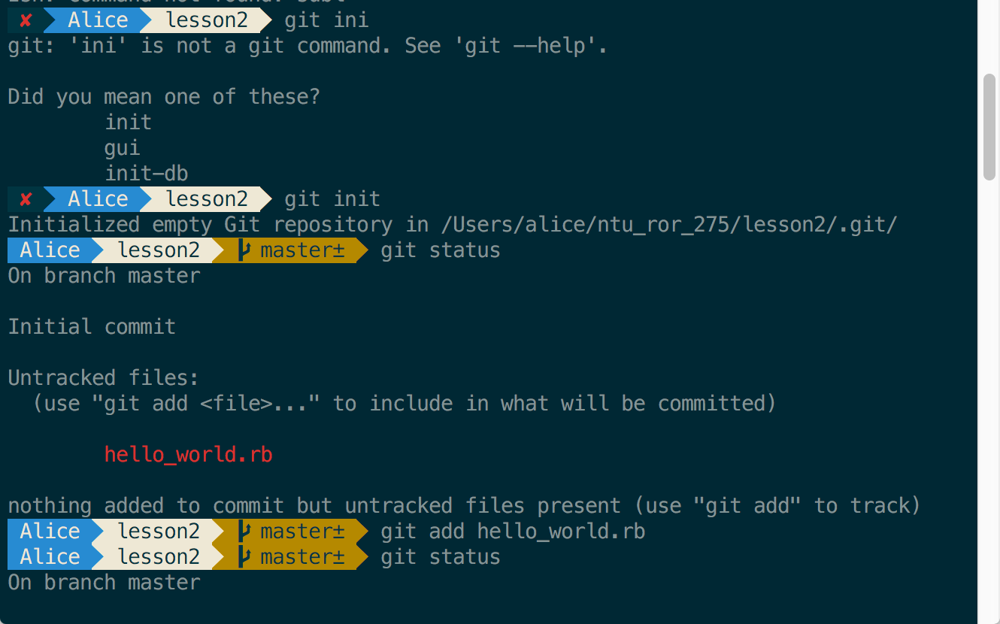 ✘ Alice lesson2 git ini
git: 'ini' is not a git command. See 'git --help'.
Did you mean one of these?
init
gui
init-db
✘ Alice lesson2 git init
Initialized empty Git repository in /Users/alice/ntu_ror_275/lesson2/.git/
Alice lesson2 master± git status
On branch master
Initial commit
Untracked files:
(use "git add <file>..." to include in what will be committed)
hello_world.rb
nothing added to commit but untracked files present (use "git add" to track)
Alice lesson2 master± git add hello_world.rb
Alice lesson2 master± git status
On branch master